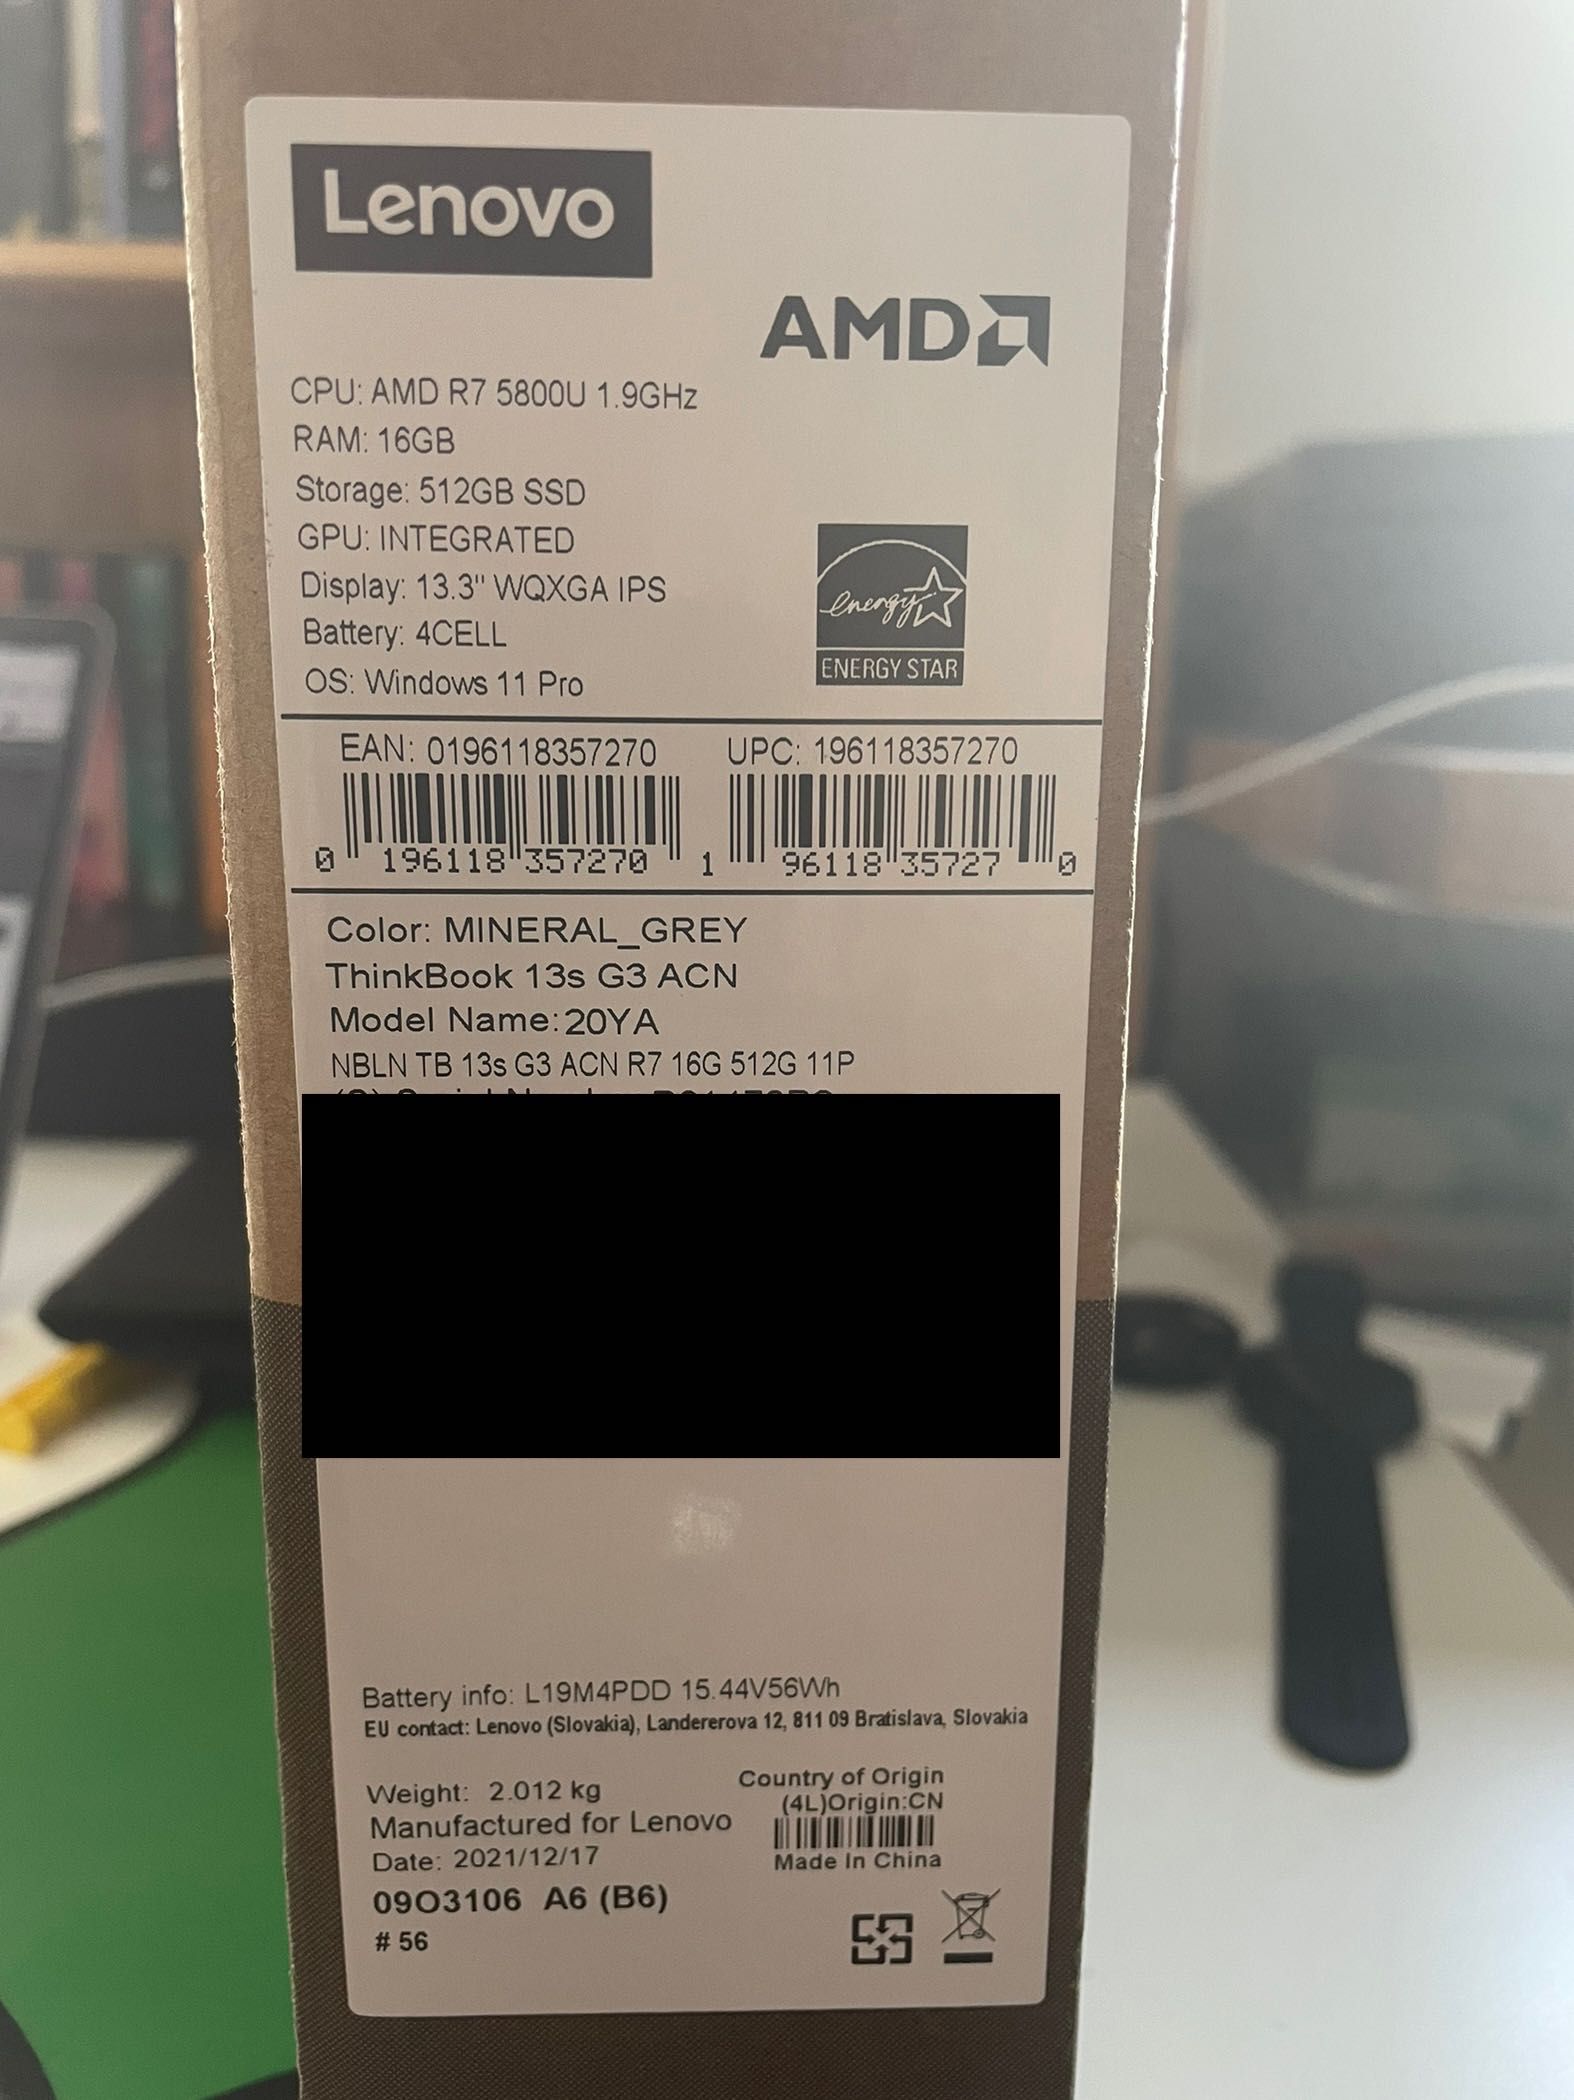 Lenovo
AMD
CPU: AMD R7 5800U 1.9GHz
RAM: 16GB
Storage: 512GB SSD
GPU: INTEGRATED
Display: 13.3" WQXGA IPS
Battery: 4CELL
OS: Windows 11 Pro
energy
ENERGY STAR
EAN: 0196118357270 UPC: 196118357270
0 196118 357270 1 96118 35727 0
Color: MINERAL_GREY
ThinkBook 13s G3 ACN
Model Name:20YA
NBLN TB 13s G3 ACN R7 16G 512G 11P
Battery info: L19M4PDD 15.44V56Wh
EU contact: Lenovo (Slovakia), Landererova 12, 811 09 Bratislava, Slovakia
Weight: 2.012 kg
Manufactured for Lenovo
Date: 2021/12/17
09O3106 A6 (B6)
# 56
Country of Origin
(4L)Origin:CN
Made In China